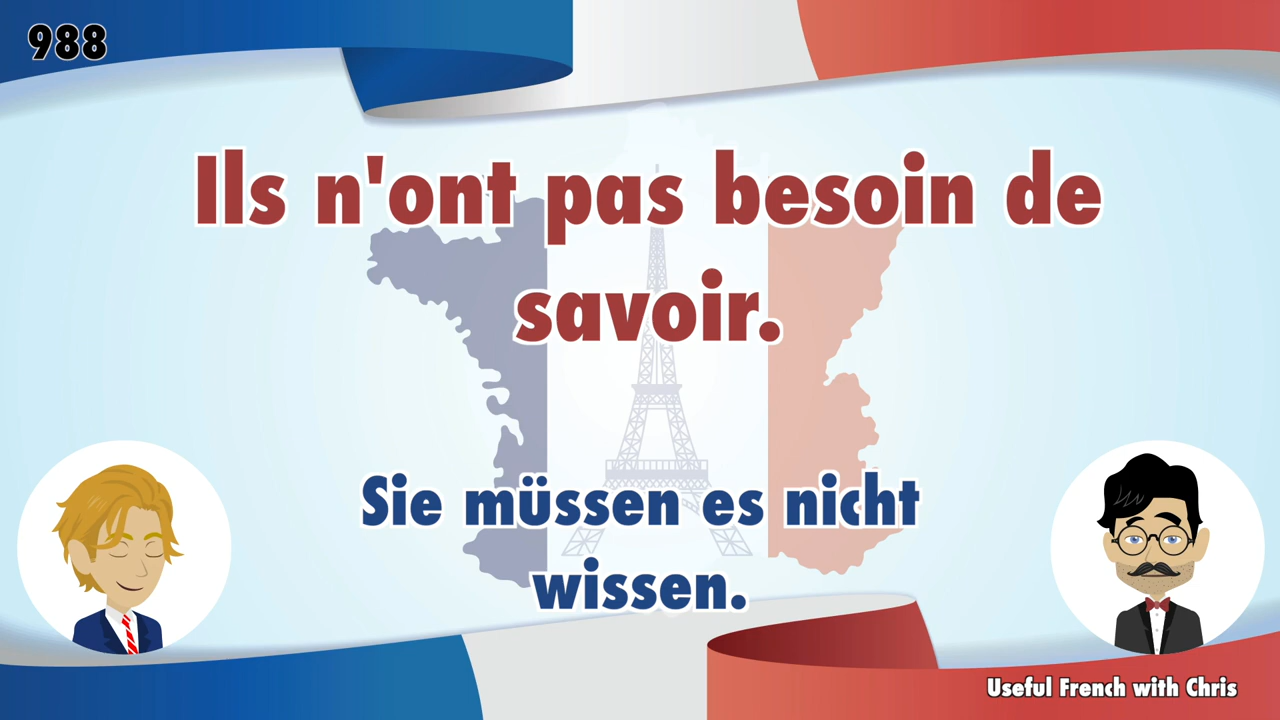 988
Ils n'ont pas besoin de
savoir.
Sie müssen es nicht
wissen.
Useful French with Chris